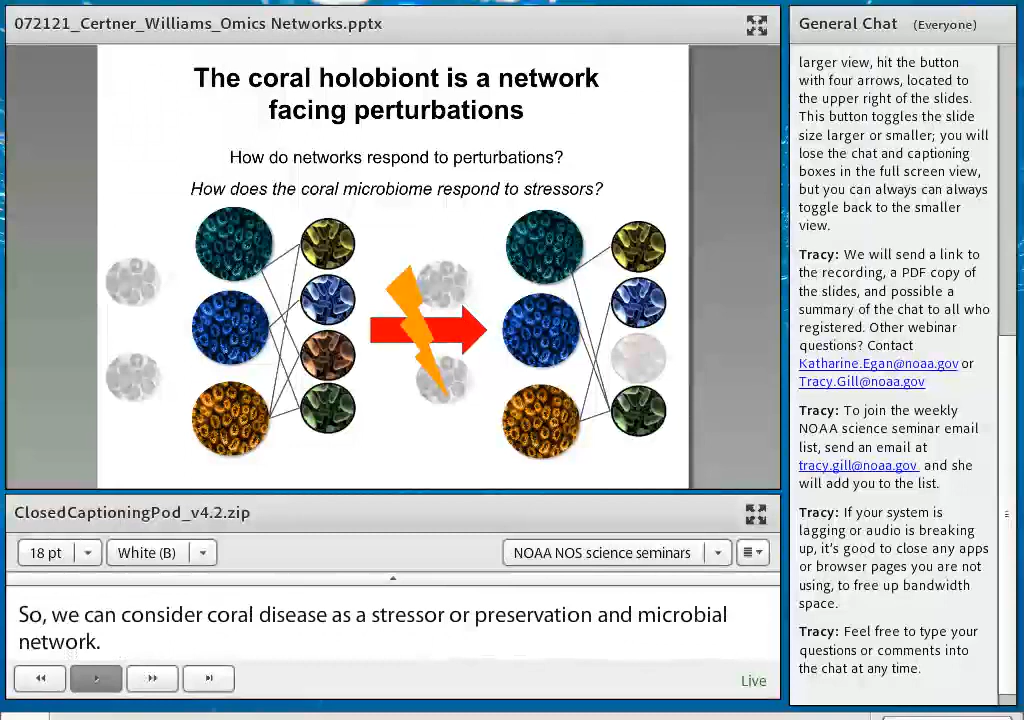 072121_Certner_Williams_Omics Networks.pptx
The coral holobiont is a network
facing perturbations
How do networks respond to perturbations?
How does the coral microbiome respond to stressors?
ClosedCaptioningPod_v4.2.zip
18 pt
White (B)
NOAA NOS science seminars
So, we can consider coral disease as a stressor or preservation and microbial
network.
Live
General Chat (Everyone)
larger view, hit the button
with four arrows, located to
the upper right of the slides.
This button toggles the slide
size larger or smaller; you will
lose the chat and captioning
boxes in the full screen view,
but you can always can always
toggle back to the smaller
view.
Tracy: We will send a link to
the recording, a PDF copy of
the slides, and possible a
summary of the chat to all who
registered. Other webinar
questions? Contact
Katharine.Egan@noaa.gov or
Tracy.Gill@noaa.gov
Tracy: To join the weekly
NOAA science seminar email
list, send an email at
tracy.gill@noaa.gov and she
will add you to the list.
Tracy: If your system is
lagging or audio is breaking
up, it's good to close any apps
or browser pages you are not
using, to free up bandwidth
space.
Tracy: Feel free to type your
questions or comments into
the chat at any time.